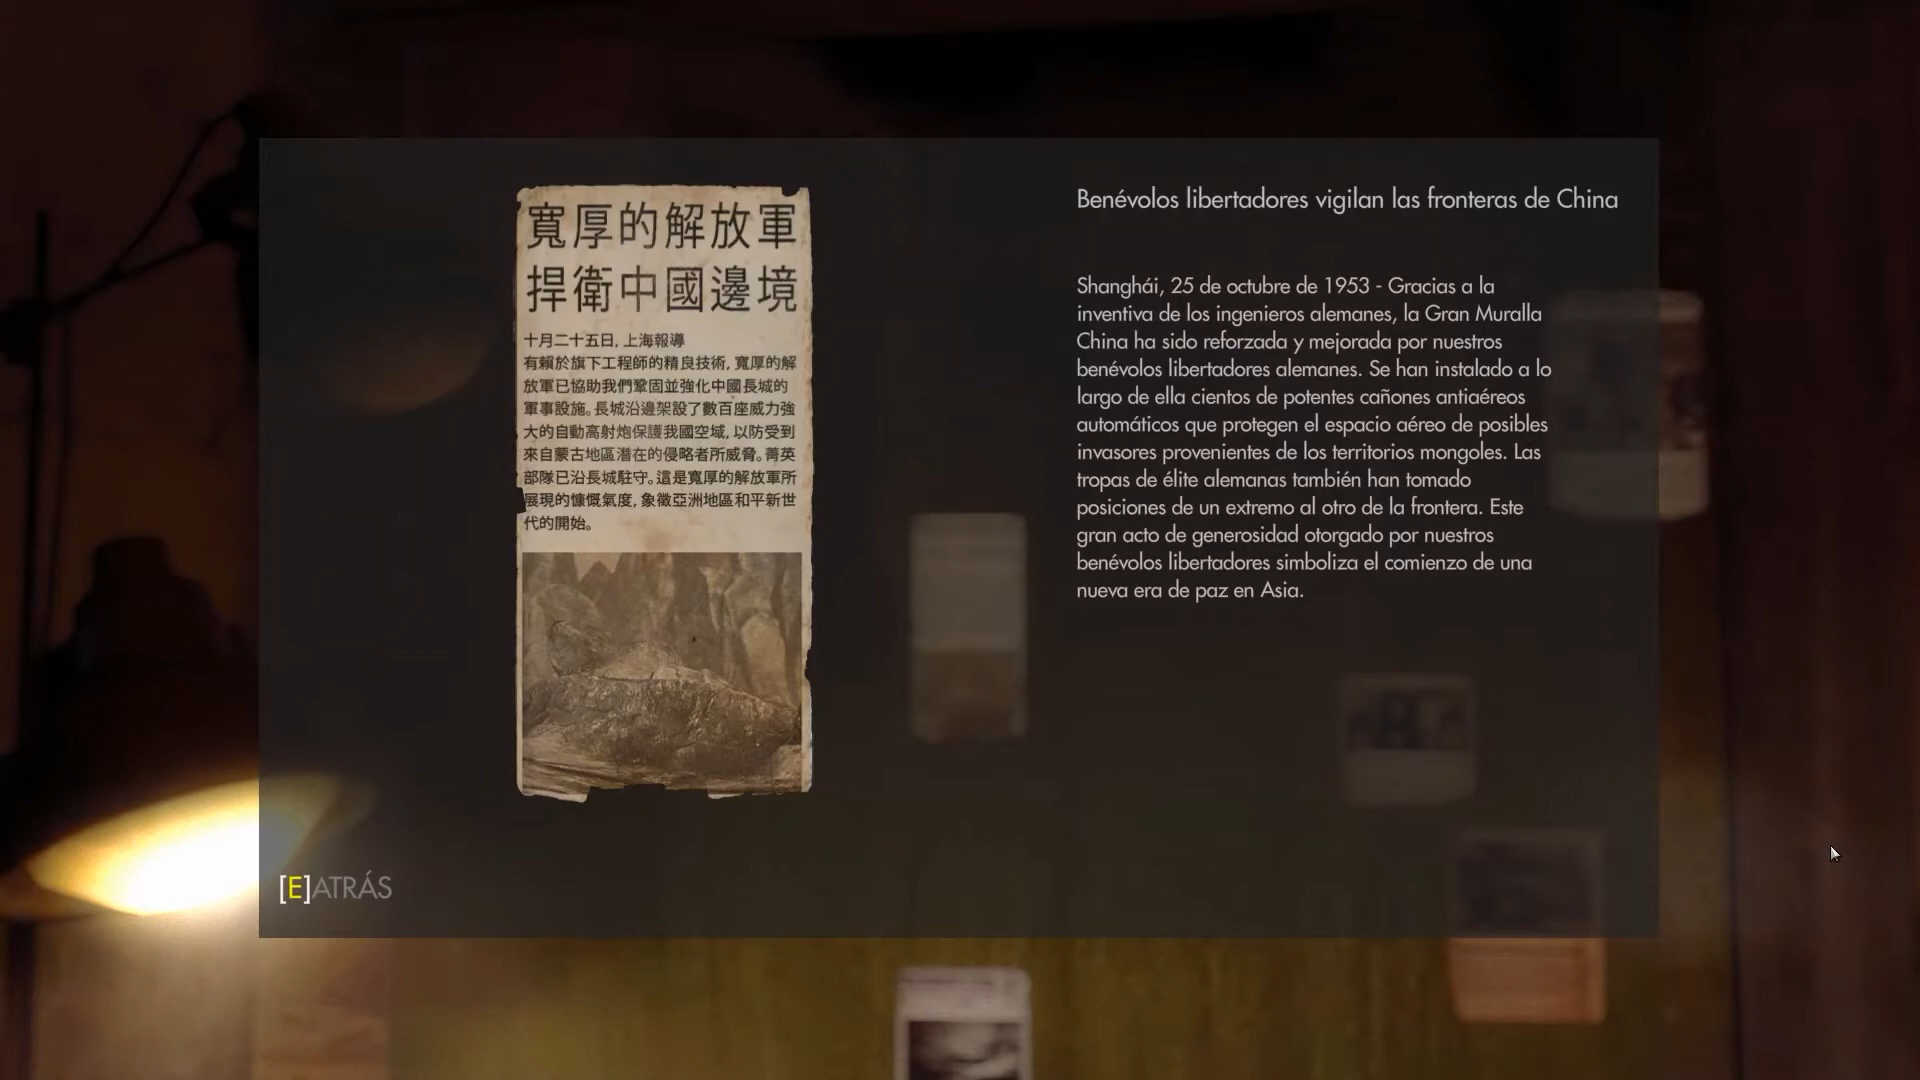 寬厚的解放軍
捍衛中國邊境
十月二十五日, 上海報導
有賴於旗下工程師的精良技術, 寬厚的解
放軍已協助我們鞏固並強化中國長城的
軍事設施。長城沿邊架設了數百座威力強
大的自動高射炮保護我國空域, 以防受到
來自蒙古地區潛在的侵略者所威脅。菁英
部隊已沿長城駐守。這是寬厚的解放軍所
展現的慷慨氣度, 象徵亞洲地區和平新世
代的開始。
Benévolos libertadores vigilan las fronteras de China
Shanghái, 25 de octubre de 1953 - Gracias a la
inventiva de los ingenieros alemanes, la Gran Muralla
China ha sido reforzada y mejorada por nuestros
benévolos libertadores alemanes. Se han instalado a lo
largo de ella cientos de potentes cañones antiaéreos
automáticos que protegen el espacio aéreo de posibles
invasores provenientes de los territorios mongoles. Las
tropas de élite alemanas también han tomado
posiciones de un extremo al otro de la frontera. Este
gran acto de generosidad otorgado por nuestros
benévolos libertadores simboliza el comienzo de una
nueva era de paz en Asia.
[E]ATRÁS